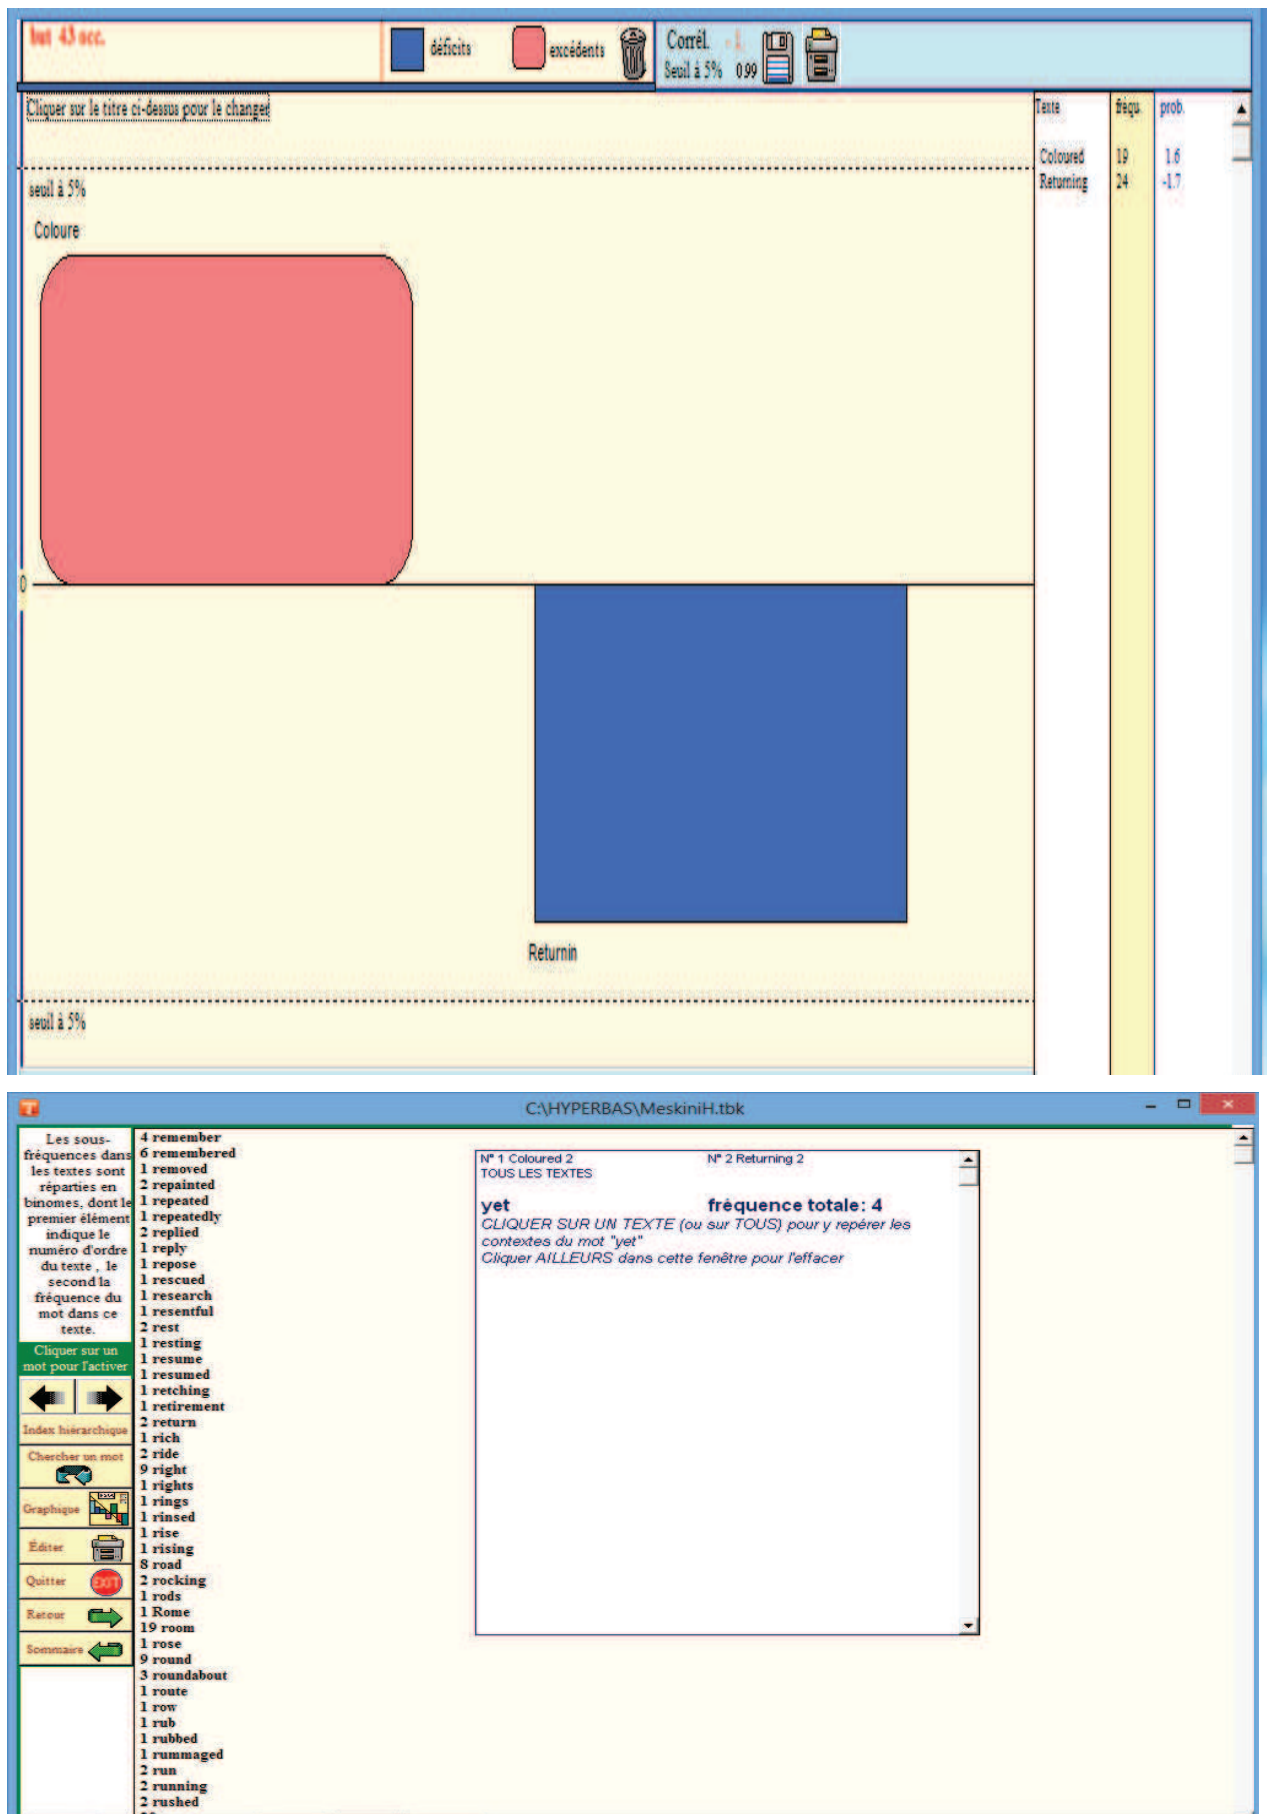 but 43 occ.
déficits
excédents
Corrél. -1
Seuil à 5% 0.99
Cliquer sur le titre ci-dessus pour le changer
Texte fréqu. prob.
Coloured 19 1.6
Returning 24 -1.7
seuil à 5%
Coloure
0
Returnin
seuil à 5%
C:\HYPERBAS\MeskiniH.tbk
Les sous-
fréquences dans
les textes sont
réparties en
binomes, dont le
premier élément
indique le
numéro d'ordre
du texte , le
second la
fréquence du
mot dans ce
texte.
Cliquer sur un
mot pour l'activer
Index hiérarchique
Chercher un mot
Graphique
Éditer
Quitter
EXIT
Retour
Sommaire
4 remember
6 remembered
1 removed
2 repainted
1 repeated
1 repeatedly
2 replied
1 reply
1 repose
1 rescued
1 research
1 resentful
2 rest
1 resting
1 resume
1 resumed
1 retching
1 retirement
2 return
1 rich
2 ride
9 right
1 rights
1 rings
1 rinsed
1 rise
1 rising
8 road
2 rocking
1 rods
1 Rome
19 room
1 rose
9 round
3 roundabout
1 route
1 row
1 rub
1 rubbed
1 rummaged
2 run
2 running
2 rushed
N° 1 Coloured 2 N° 2 Returning 2
TOUS LES TEXTES
yet fréquence totale: 4
CLIQUER SUR UN TEXTE (ou sur TOUS) pour y repérer les
contextes du mot "yet"
Cliquer AILLEURS dans cette fenêtre pour l'effacer